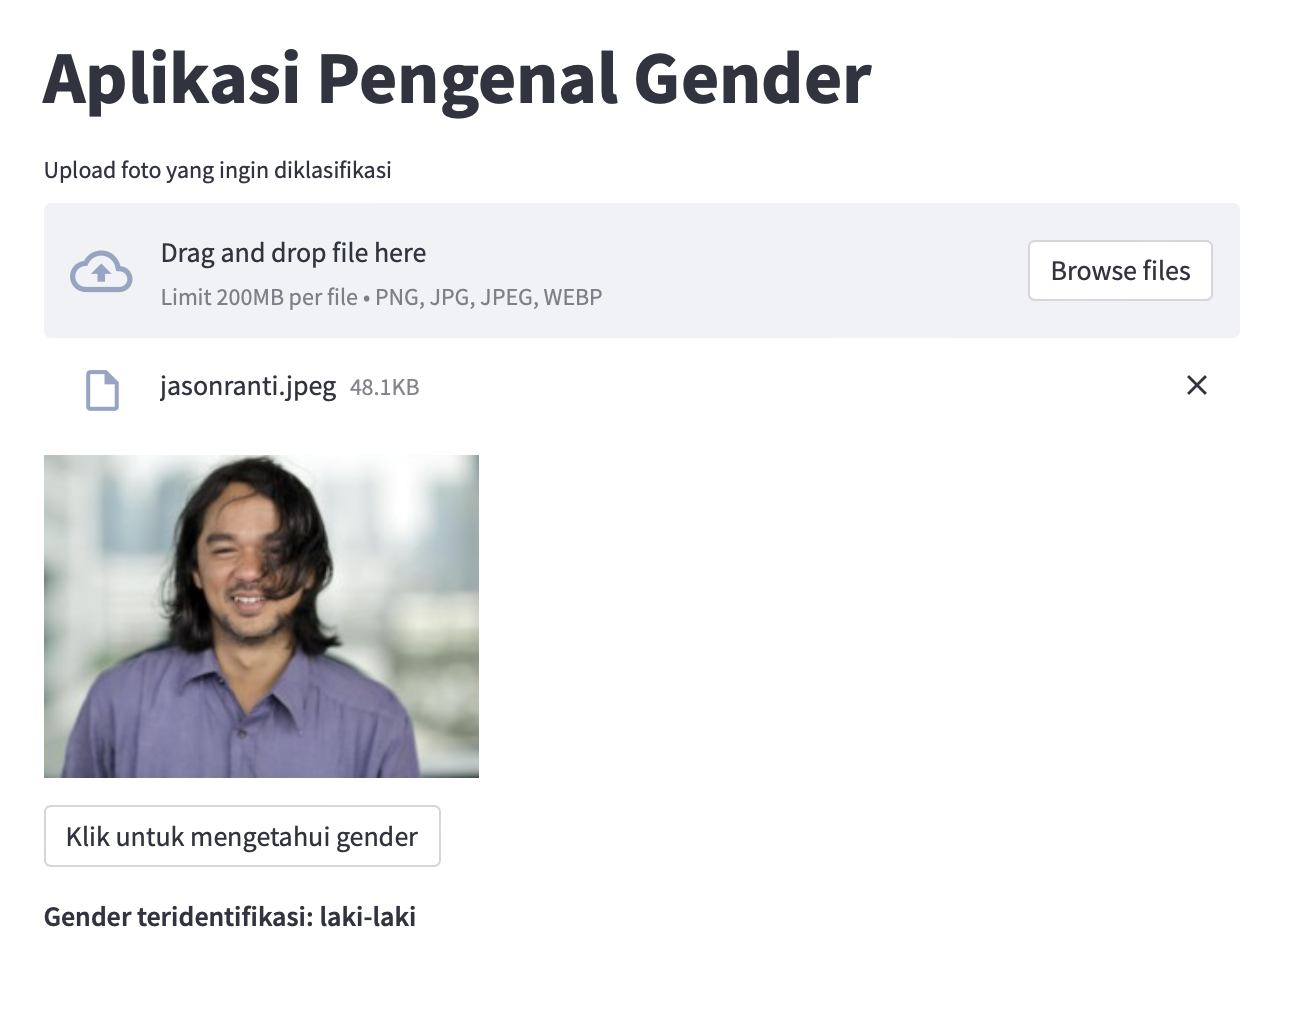 Aplikasi Pengenal Gender
Upload foto yang ingin diklasifikasi
Drag and drop file here
Limit 200MB per file • PNG, JPG, JPEG, WEBP
Browse files
jasonranti.jpeg 48.1KB
Klik untuk mengetahui gender
Gender teridentifikasi: laki-laki